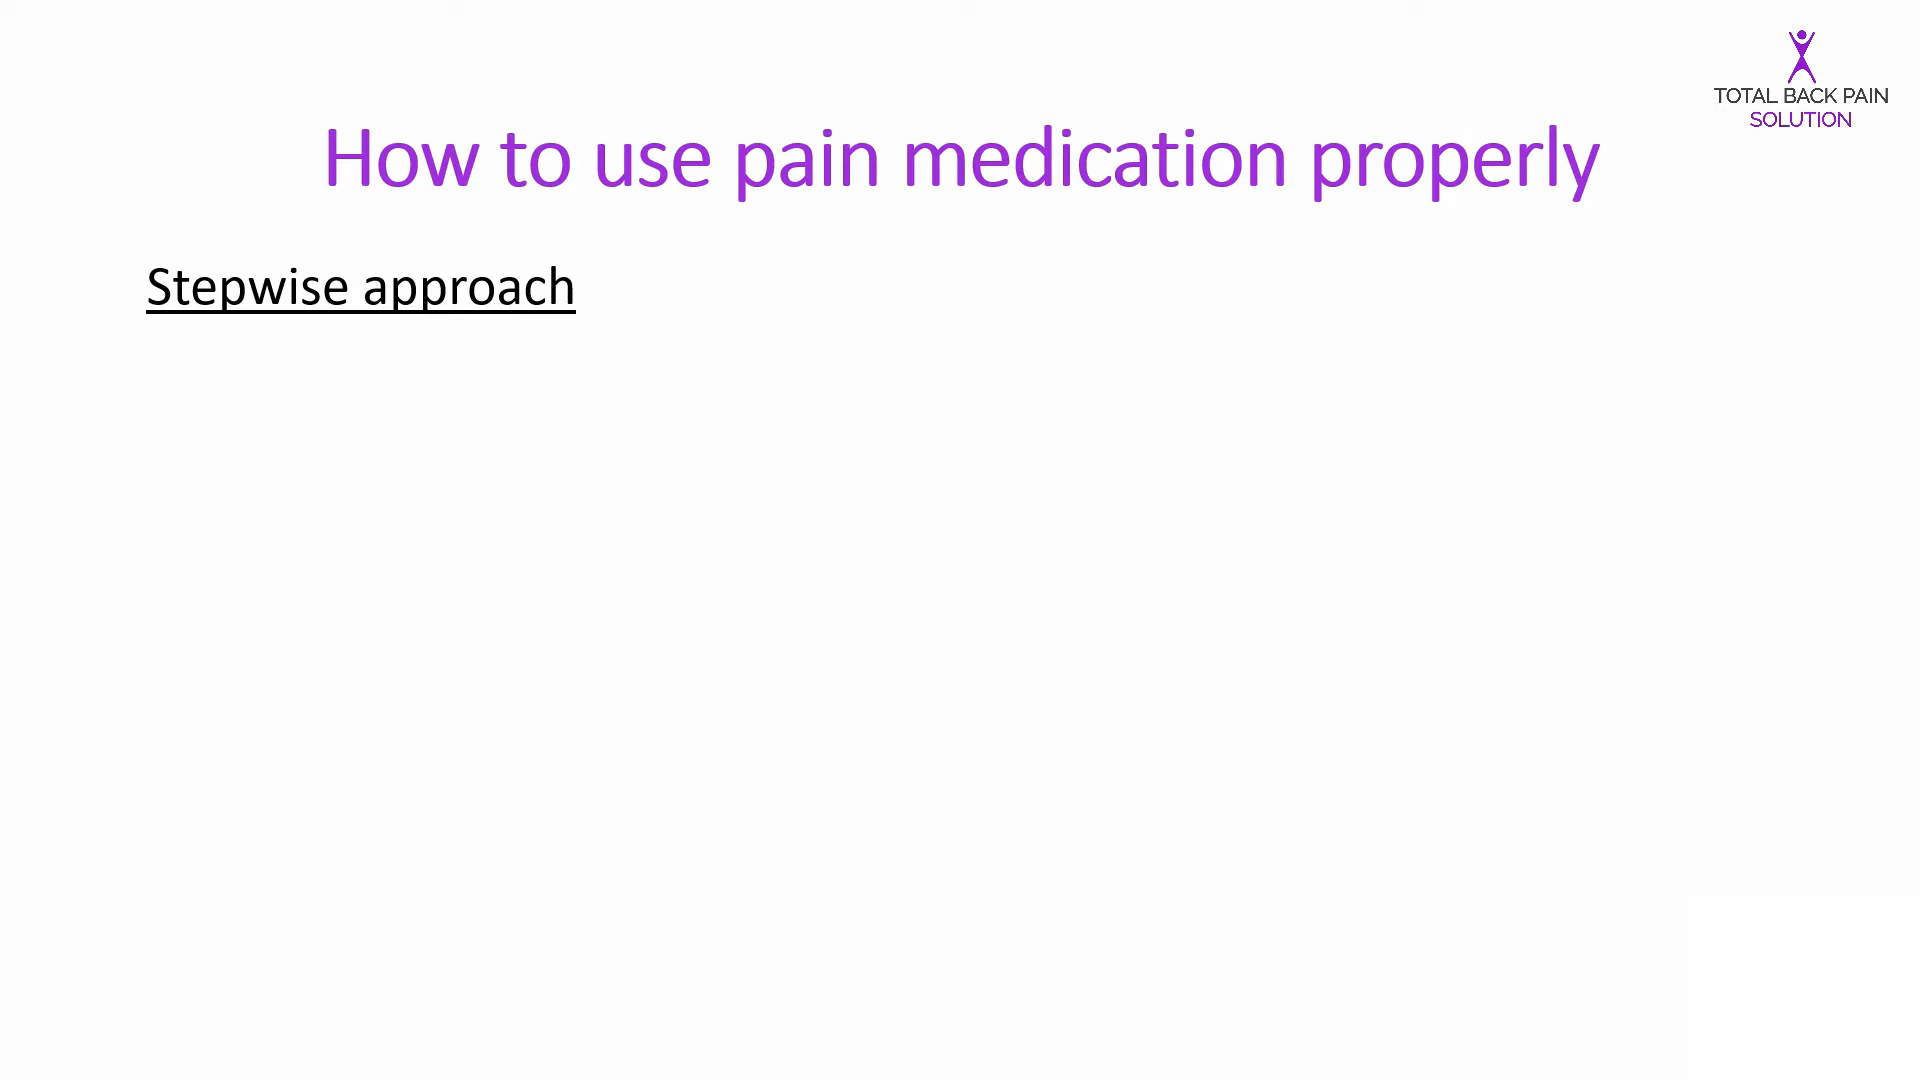 TOTAL BACK PAIN
SOLUTION
How to use pain medication properly
Stepwise approach